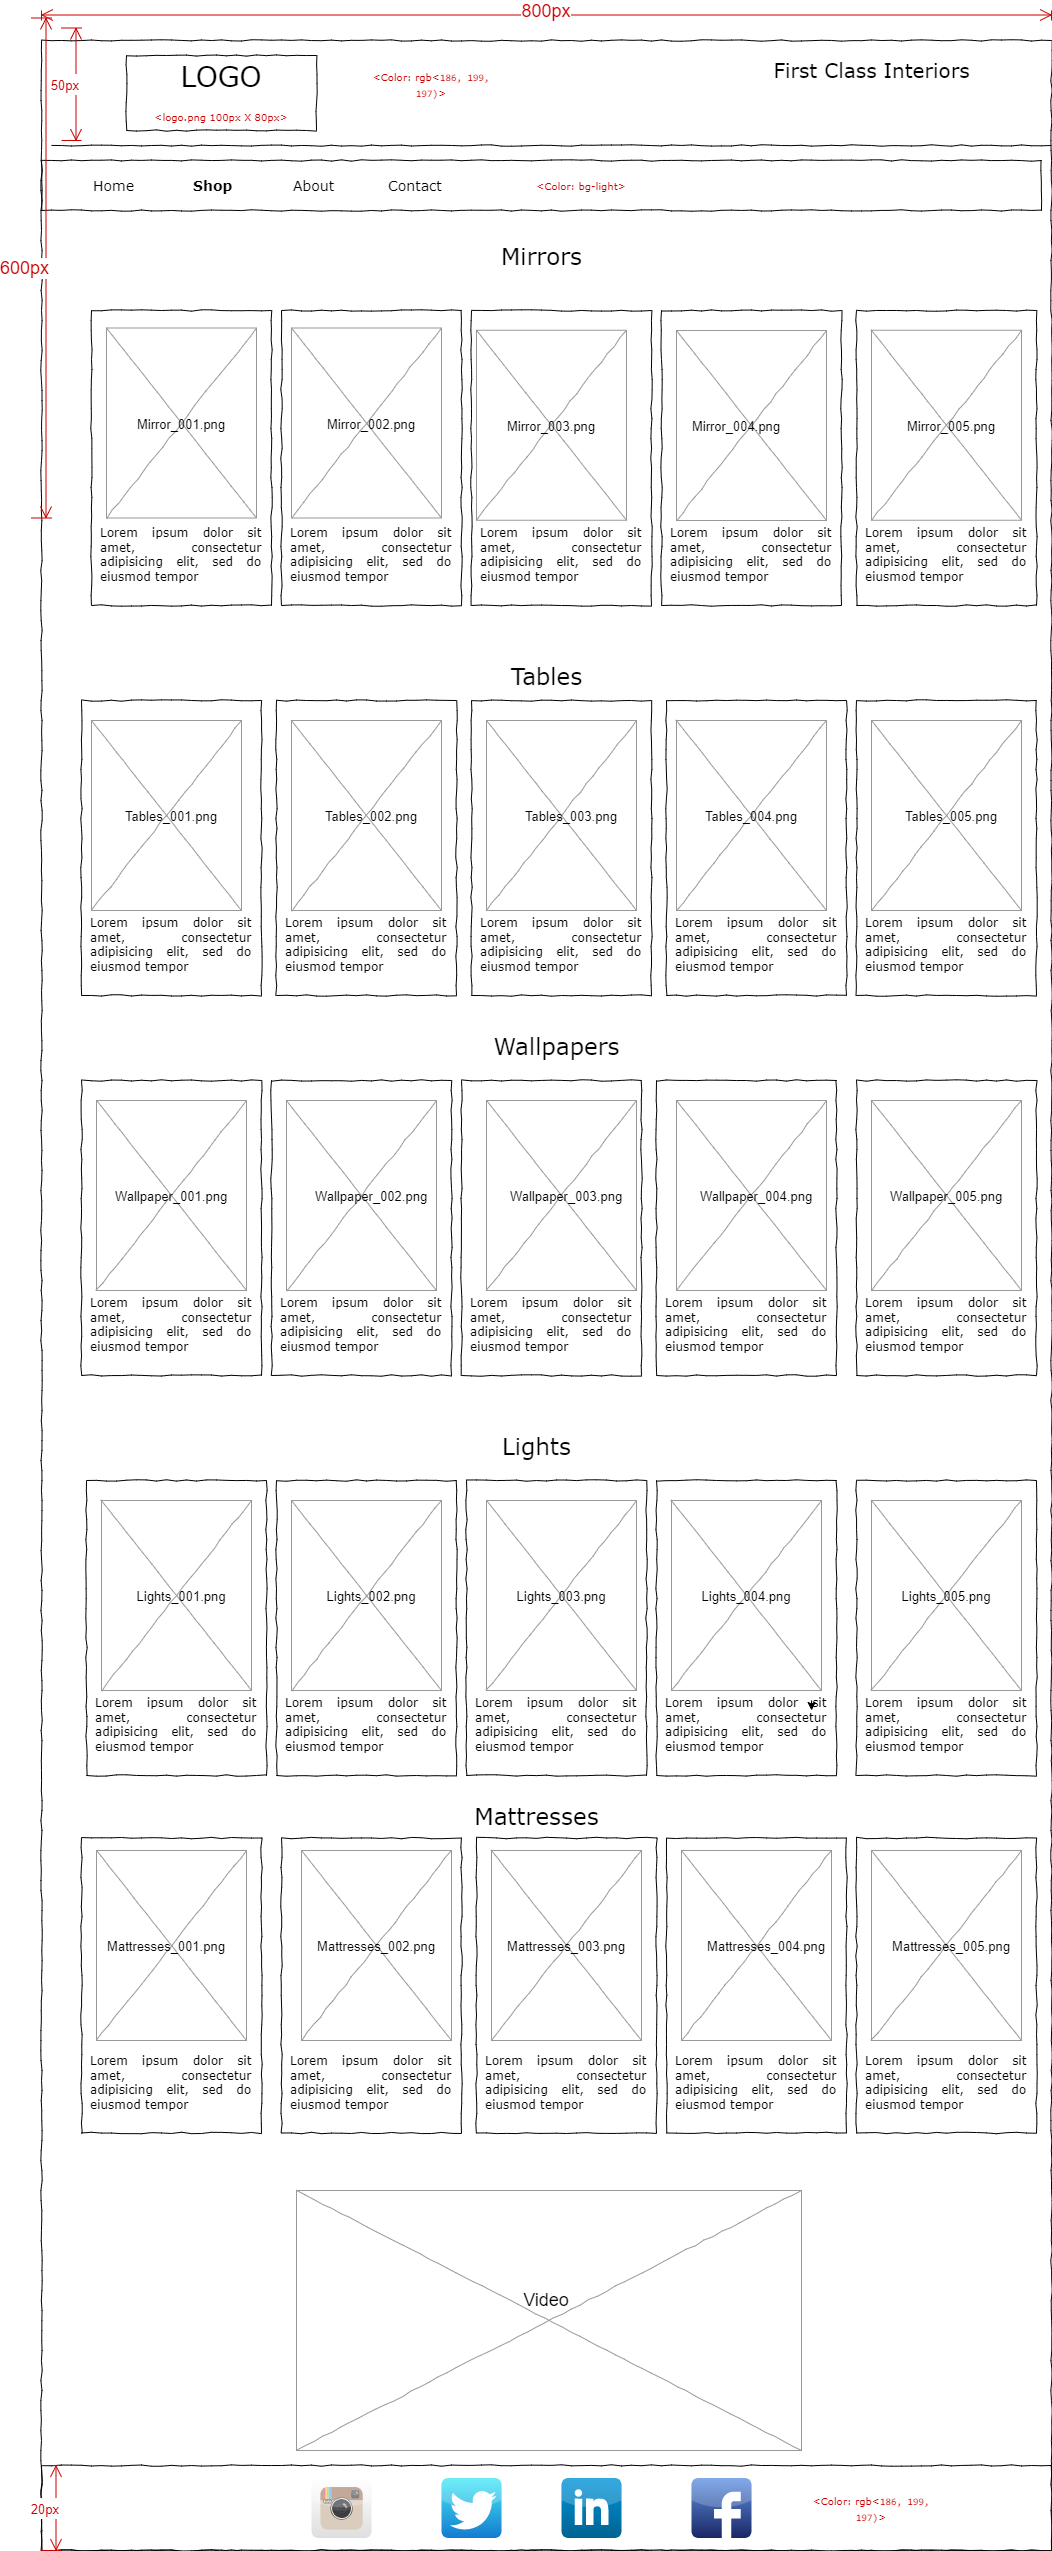 800px
50px
LOGO
<logo.png 100px X 80px>
<Color: rgb<186, 199,
197)>
First Class Interiors
Home Shop About Contact <Color: bg-light>
600px
Mirrors
Mirror_001.png
Lorem ipsum dolor sit
amet, consectetur
adipisicing elit, sed do
eiusmod tempor
Mirror_002.png
Lorem ipsum dolor sit
amet, consectetur
adipisicing elit, sed do
eiusmod tempor
Mirror_003.png
Lorem ipsum dolor sit
amet, consectetur
adipisicing elit, sed do
eiusmod tempor
Mirror_004.png
Lorem ipsum dolor sit
amet, consectetur
adipisicing elit, sed do
eiusmod tempor
Mirror_005.png
Lorem ipsum dolor sit
amet, consectetur
adipisicing elit, sed do
eiusmod tempor
Tables
Tables_001.png
Lorem ipsum dolor sit
amet, consectetur
adipisicing elit, sed do
eiusmod tempor
Tables_002.png
Lorem ipsum dolor sit
amet, consectetur
adipisicing elit, sed do
eiusmod tempor
Tables_003.png
Lorem ipsum dolor sit
amet, consectetur
adipisicing elit, sed do
eiusmod tempor
Tables_004.png
Lorem ipsum dolor sit
amet, consectetur
adipisicing elit, sed do
eiusmod tempor
Tables_005.png
Lorem ipsum dolor sit
amet, consectetur
adipisicing elit, sed do
eiusmod tempor
Wallpapers
Wallpaper_001.png
Lorem ipsum dolor sit
amet, consectetur
adipisicing elit, sed do
eiusmod tempor
Wallpaper_002.png
Lorem ipsum dolor sit
amet, consectetur
adipisicing elit, sed do
eiusmod tempor
Wallpaper_003.png
Lorem ipsum dolor sit
amet, consectetur
adipisicing elit, sed do
eiusmod tempor
Wallpaper_004.png
Lorem ipsum dolor sit
amet, consectetur
adipisicing elit, sed do
eiusmod tempor
Wallpaper_005.png
Lorem ipsum dolor sit
amet, consectetur
adipisicing elit, sed do
eiusmod tempor
Lights
Lights_001.png
Lorem ipsum dolor sit
amet, consectetur
adipisicing elit, sed do
eiusmod tempor
Lights_002.png
Lorem ipsum dolor sit
amet, consectetur
adipisicing elit, sed do
eiusmod tempor
Lights_003.png
Lorem ipsum dolor sit
amet, consectetur
adipisicing elit, sed do
eiusmod tempor
Lights_004.png
Lorem ipsum dolor sit
amet, consectetur
adipisicing elit, sed do
eiusmod tempor
Lights_005.png
Lorem ipsum dolor sit
amet, consectetur
adipisicing elit, sed do
eiusmod tempor
Mattresses
Mattresses_001.png
Lorem ipsum dolor sit
amet, consectetur
adipisicing elit, sed do
eiusmod tempor
Mattresses_002.png
Lorem ipsum dolor sit
amet, consectetur
adipisicing elit, sed do
eiusmod tempor
Mattresses_003.png
Lorem ipsum dolor sit
amet, consectetur
adipisicing elit, sed do
eiusmod tempor
Mattresses_004.png
Lorem ipsum dolor sit
amet, consectetur
adipisicing elit, sed do
eiusmod tempor
Mattresses_005.png
Lorem ipsum dolor sit
amet, consectetur
adipisicing elit, sed do
eiusmod tempor
Video
20px
in
f
<Color: rgb<186, 199,
197)>